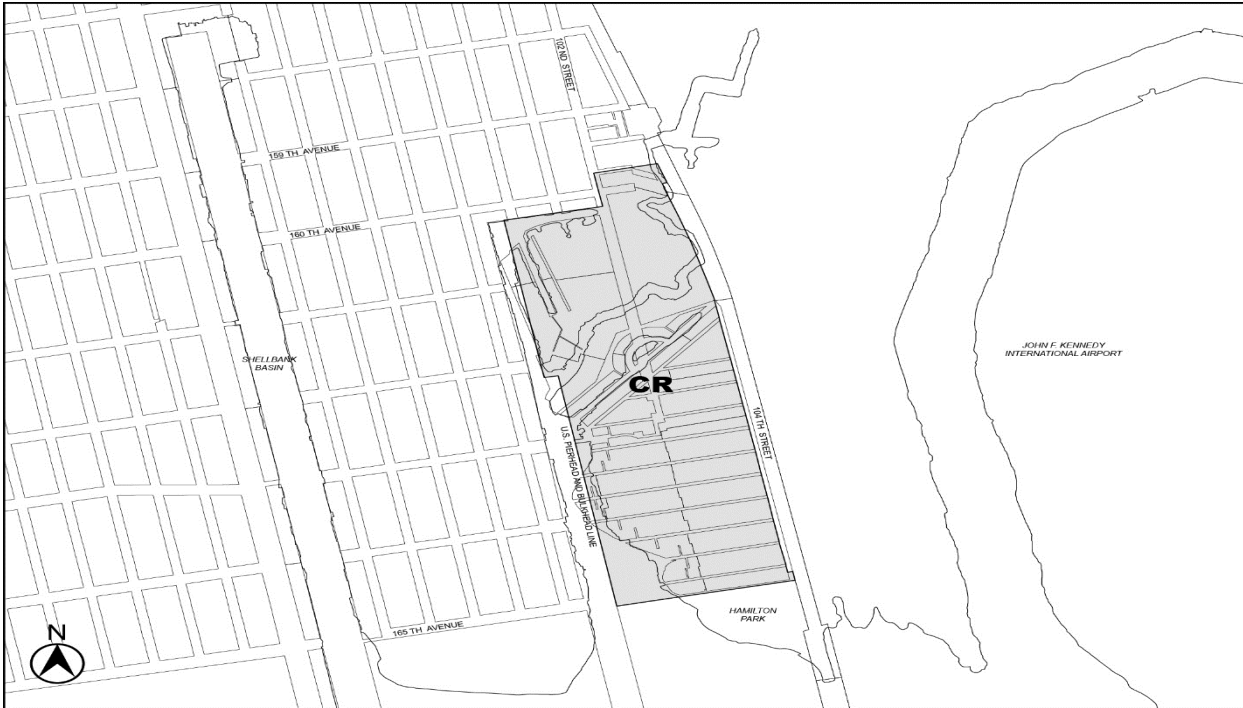 102 ND STREET
159 TH AVENUE
160 TH AVENUE
SHELLBANK
BASIN
JOHN F. KENNEDY
INTERNATIONAL AIRPORT
CR
104 TH STREET
U.S. PIERHEAD AND BULKHEAD LINE
HAMILTON
PARK
165 TH AVENUE
N